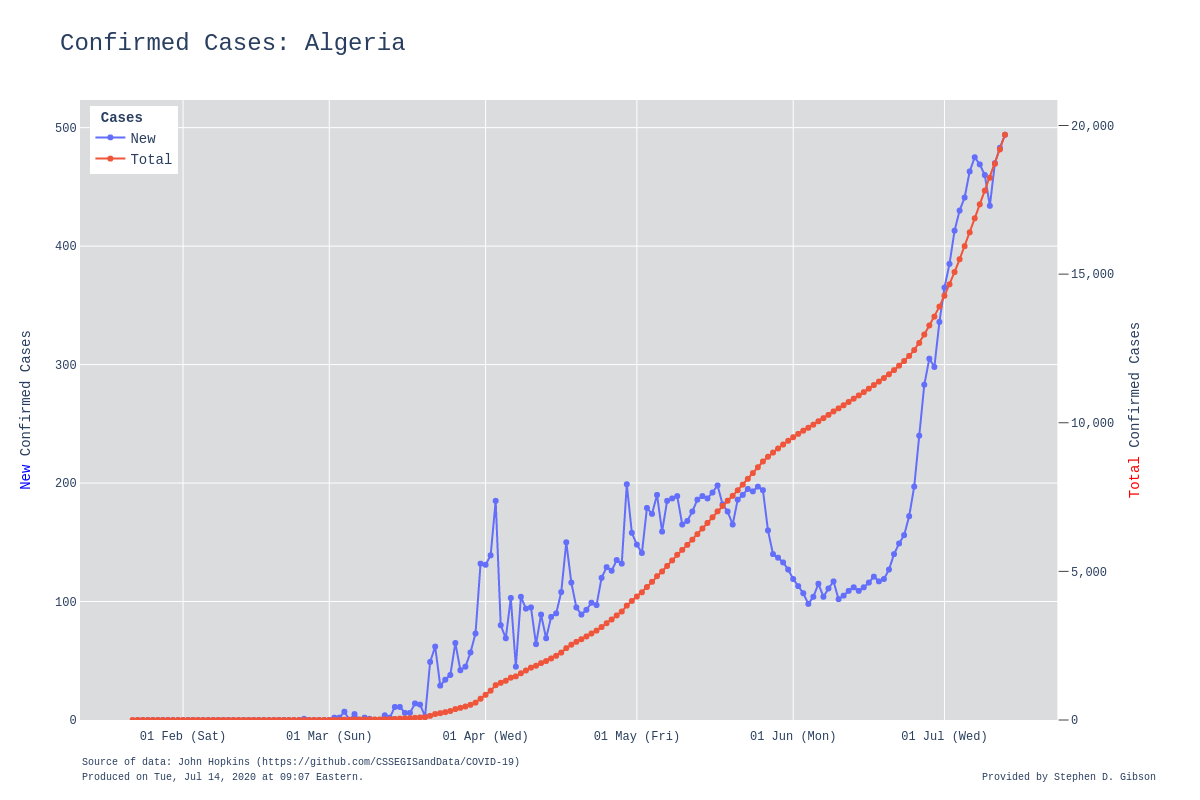 Confirmed Cases: Algeria
Cases
New
Total
500
400
300
200
100
0
20,000
15,000
10,000
5,000
0
New Confirmed Cases
Total Confirmed Cases
01 Feb (Sat)
01 Mar (Sun)
01 Apr (Wed)
01 May (Fri)
01 Jun (Mon)
01 Jul (Wed)
Source of data: John Hopkins (https://github.com/CSSEGISandData/COVID-19)
Produced on Tue, Jul 14, 2020 at 09:07 Eastern.
Provided by Stephen D. Gibson